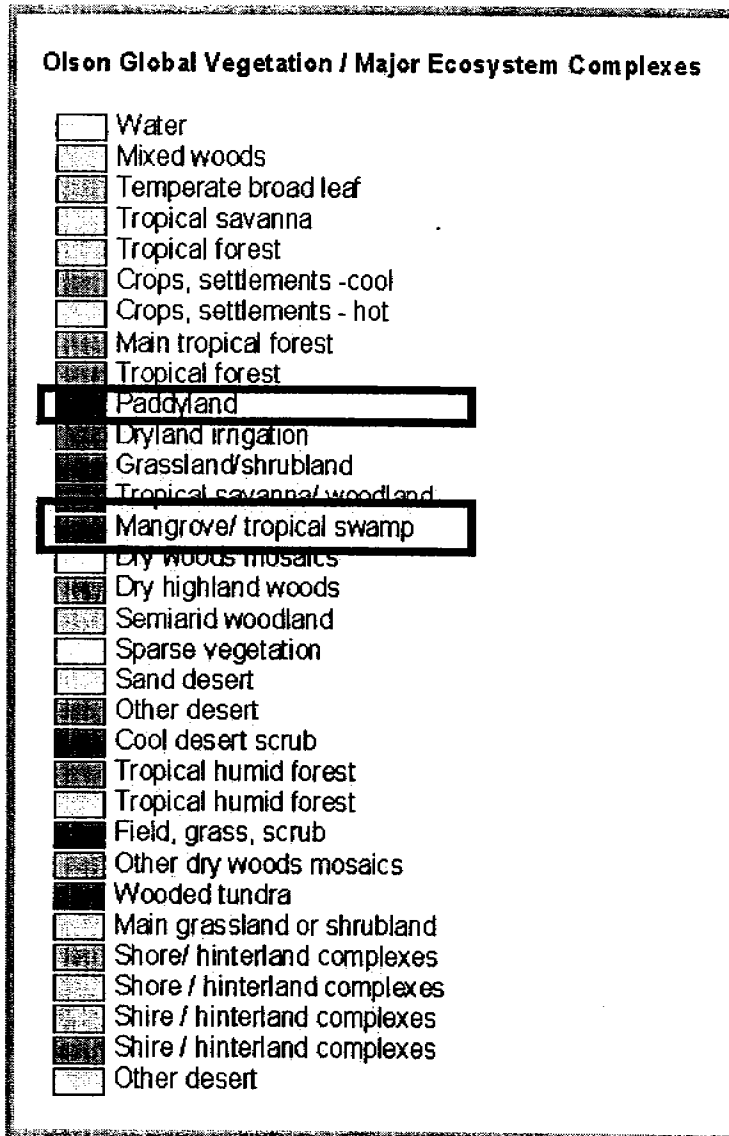 Olson Global Vegetation / Major Ecosystem Complexes
Water
Mixed woods
Temperate broad leaf
Tropical savanna
Tropical forest
Crops, settlements -cool
Crops, settlements - hot
Main tropical forest
Tropical forest
Paddyland
Dryland irrigation
Grassland/shrubland
Tropical savanna/ woodland
Mangrove/ tropical swamp
Dry woods mosaics
Dry highland woods
Semiarid woodland
Sparse vegetation
Sand desert
Other desert
Cool desert scrub
Tropical humid forest
Tropical humid forest
Field, grass, scrub
Other dry woods mosaics
Wooded tundra
Main grassland or shrubland
Shore/ hinterland complexes
Shore / hinterland complexes
Shire / hinterland complexes
Shire / hinterland complexes
Other desert